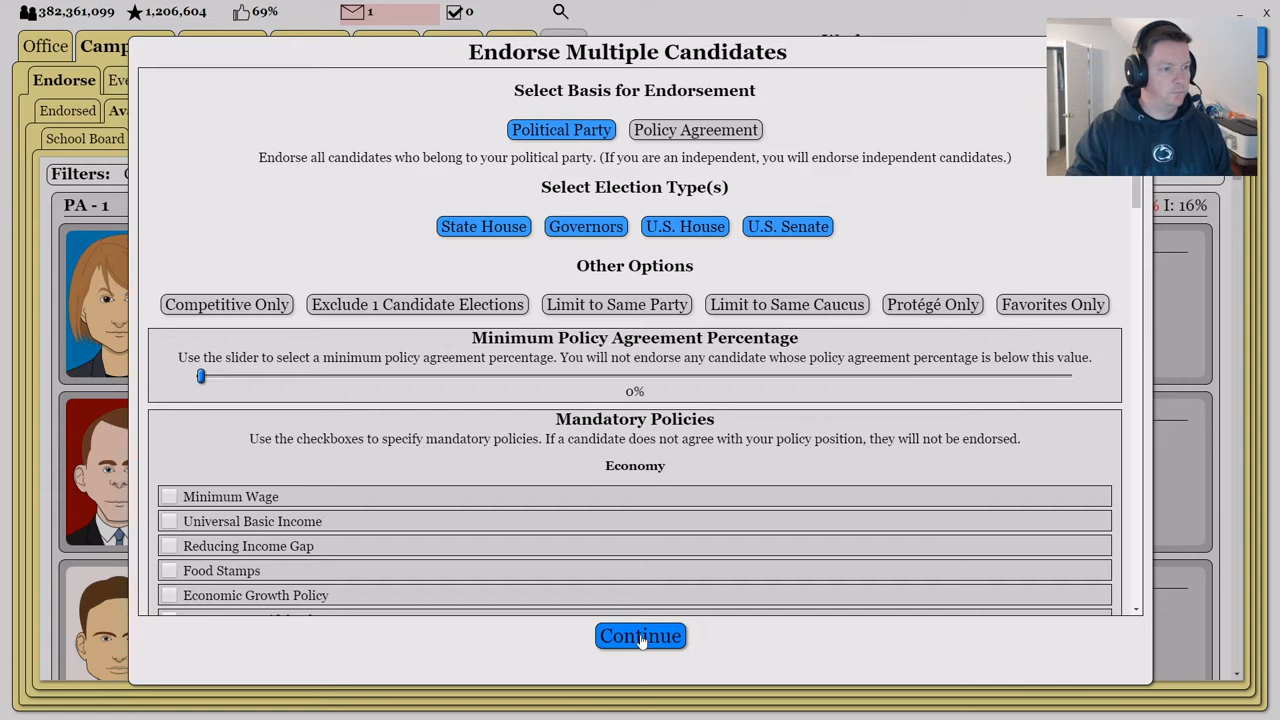 382,361,099 1,206,604 69% 1 0
Office Camp
Endorse Multiple Candidates
Endorse Eve
Select Basis for Endorsement
Endorsed Ava
Political Party Policy Agreement
School Board
Endorse all candidates who belong to your political party. (If you are an independent, you will endorse independent candidates.)
Filters:
Select Election Type(s)
PA - 1
% I: 16%
State House Governors U.S. House U.S. Senate
Other Options
Competitive Only Exclude 1 Candidate Elections Limit to Same Party Limit to Same Caucus Protégé Only Favorites Only
Minimum Policy Agreement Percentage
Use the slider to select a minimum policy agreement percentage. You will not endorse any candidate whose policy agreement percentage is below this value.
0%
Mandatory Policies
Use the checkboxes to specify mandatory policies. If a candidate does not agree with your policy position, they will not be endorsed.
Economy
Minimum Wage
Universal Basic Income
Reducing Income Gap
Food Stamps
Economic Growth Policy
Continue